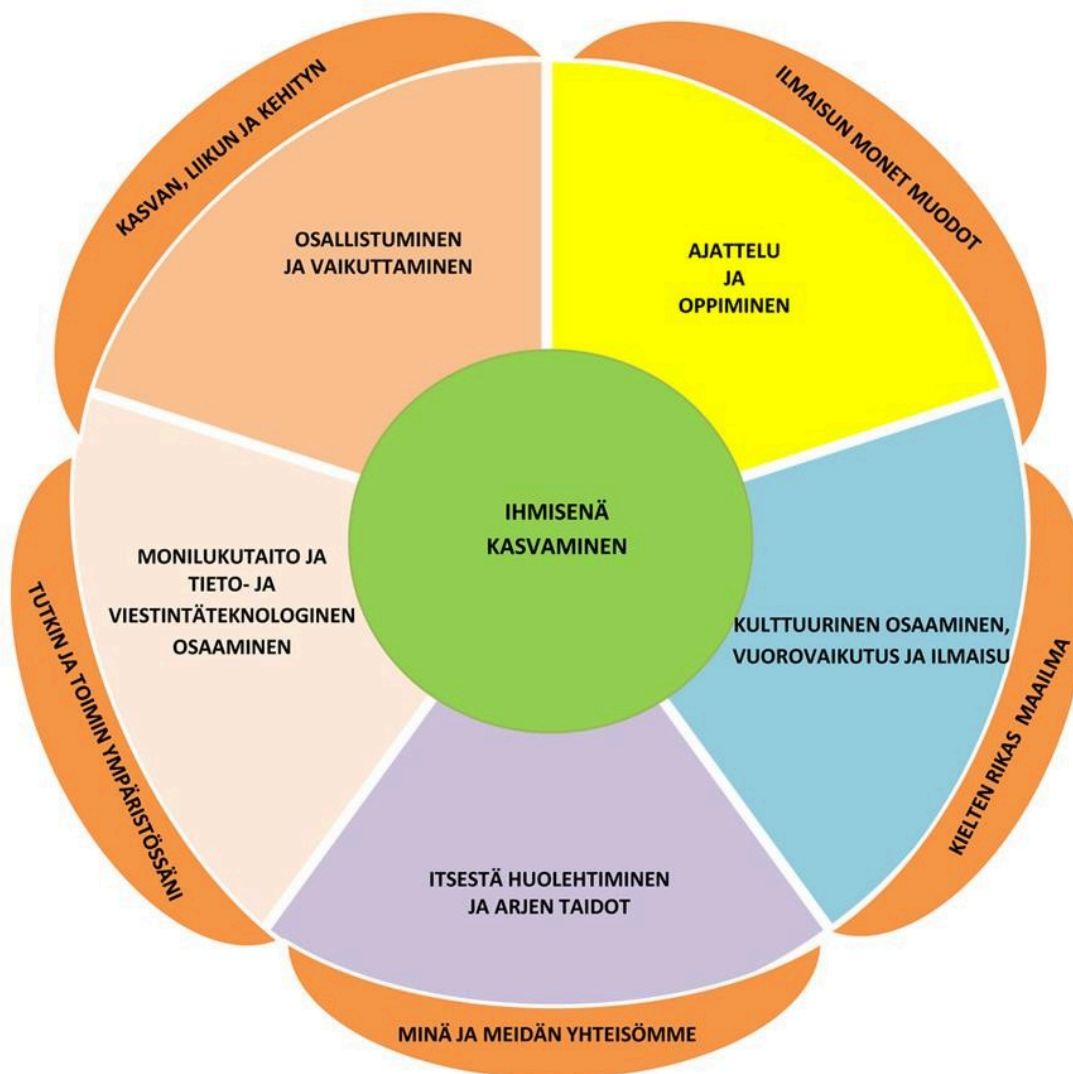 KASVAN, LIIKUN JA KEHITYN
ILMAISUN MONET MUODOT
OSALLISTUMINEN
JA VAIKUTTAMINEN
AJATTELU
JA
OPPIMINEN
IHMISENÄ
KASVAMINEN
MONILUKUTAITO JA
TIETO- JA
VIESTINTÄTEKNOLOGINEN
OSAAMINEN
KULTTUURINEN OSAAMINEN,
VUOROVAIKUTUS JA ILMAISU
TUTKIN JA TOIMIN YMPÄRISTÖSSÄNI
KIELTEN RIKAS MAAILMA
ITSESTÄ HUOLEHTIMINEN
JA ARJEN TAIDOT
MINÄ JA MEIDÄN YHTEISÖMME